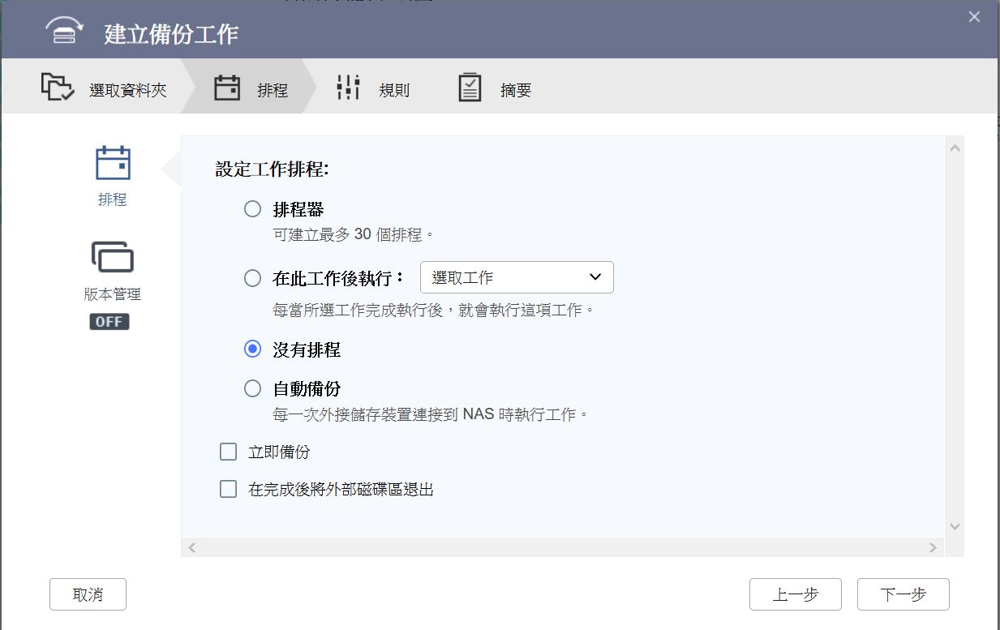 建立備份工作
選取資料夾
排程
規則
摘要
排程
版本管理
OFF
設定工作排程:
排程器
可建立最多 30 個排程。
在此工作後執行：
選取工作
每當所選工作完成執行後，就會執行這項工作。
沒有排程
自動備份
每一次外接儲存裝置連接到 NAS 時執行工作。
立即備份
在完成後將外部磁碟區退出
取消
上一步
下一步